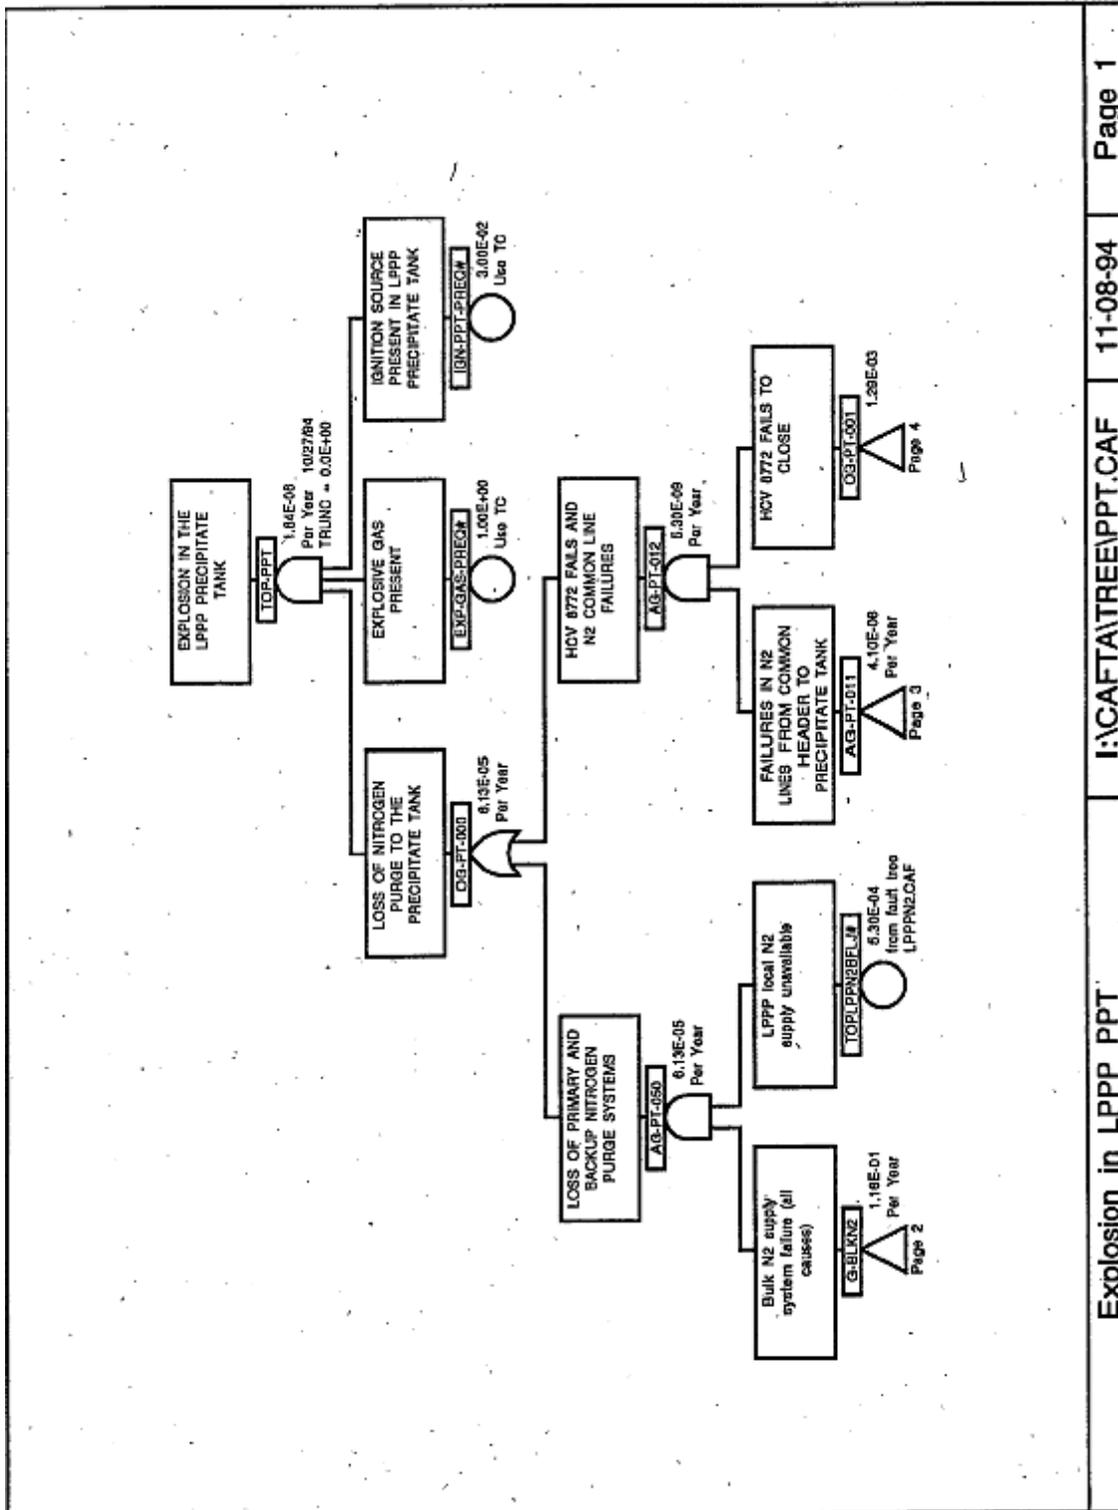 EXPLOSION IN THE
LPPP PRECIPITATE
TANK
TOP-PPT
1.84E-06
Per Year 10/27/94
TRUNC = 0.0E+00
LOSS OF NITROGEN
PURGE TO THE
PRECIPITATE TANK
OG-PT-000
6.13E-05
Per Year
EXPLOSIVE GAS
PRESENT
EXP-GAS-PREQ#
1.00E+00
Use TC
IGNITION SOURCE
PRESENT IN LPPP
PRECIPITATE TANK
IGN-PPT-PREQ#
3.00E-02
Use TC
LOSS OF PRIMARY AND
BACKUP NITROGEN
PURGE SYSTEMS
AG-PT-050
6.13E-05
Per Year
HCV 8772 FAILS AND
N2 COMMON LINE
FAILURES
AG-PT-012
5.30E-09
Per Year
Bulk N2 supply
system failure (all
causes)
G-BLKN2
1.16E-01
Per Year
Page 2
LPPP local N2
supply unavailable
TOPLPPN2BFLJ#
5.30E-04
from fault tree
LPPPN2.CAF
FAILURES IN N2
LINES FROM COMMON
HEADER TO
PRECIPITATE TANK
AG-PT-011
4.10E-06
Per Year
Page 3
HCV 8772 FAILS TO
CLOSE
OG-PT-001
1.29E-03
Page 4
Explosion in LPPP PPT
I:\CAFTA\TREE\PPT.CAF
11-08-94
Page 1